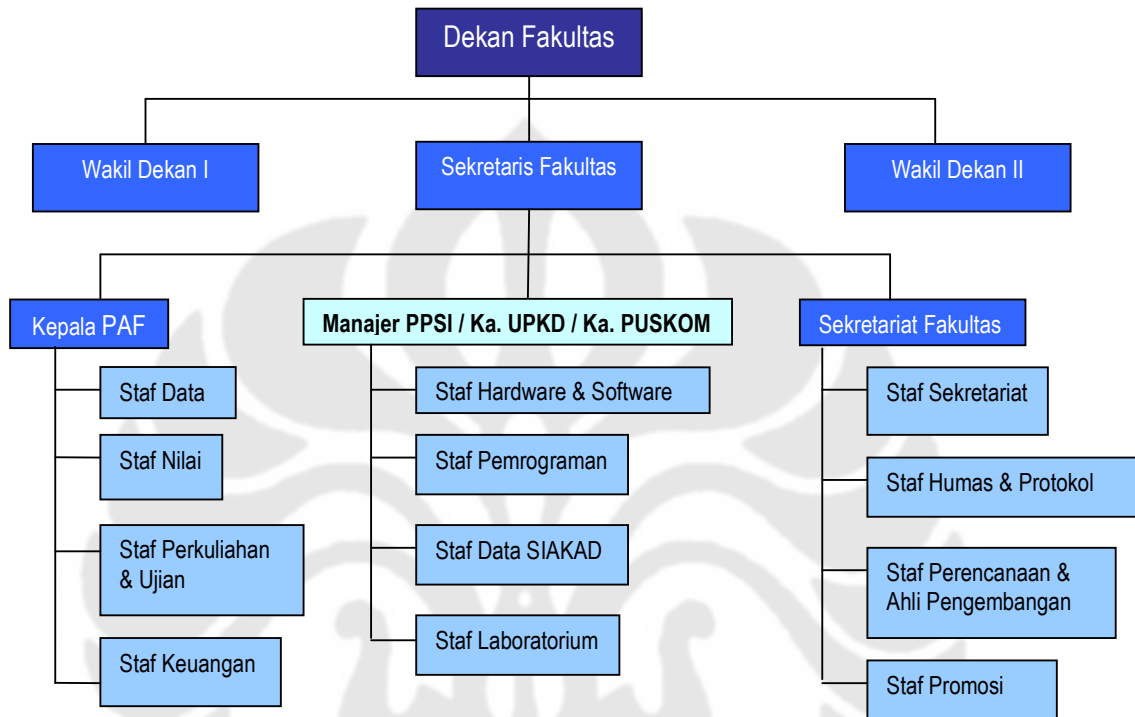 Dekan Fakultas
Wakil Dekan I
Sekretaris Fakultas
Wakil Dekan II
Kepala PAF
Manajer PPSI / Ka. UPKD / Ka. PUSKOM
Sekretariat Fakultas
Staf Data
Staf Nilai
Staf Perkuliahan
& Ujian
Staf Keuangan
Staf Hardware & Software
Staf Pemrograman
Staf Data SIAKAD
Staf Laboratorium
Staf Sekretariat
Staf Humas & Protokol
Staf Perencanaan &
Ahli Pengembangan
Staf Promosi